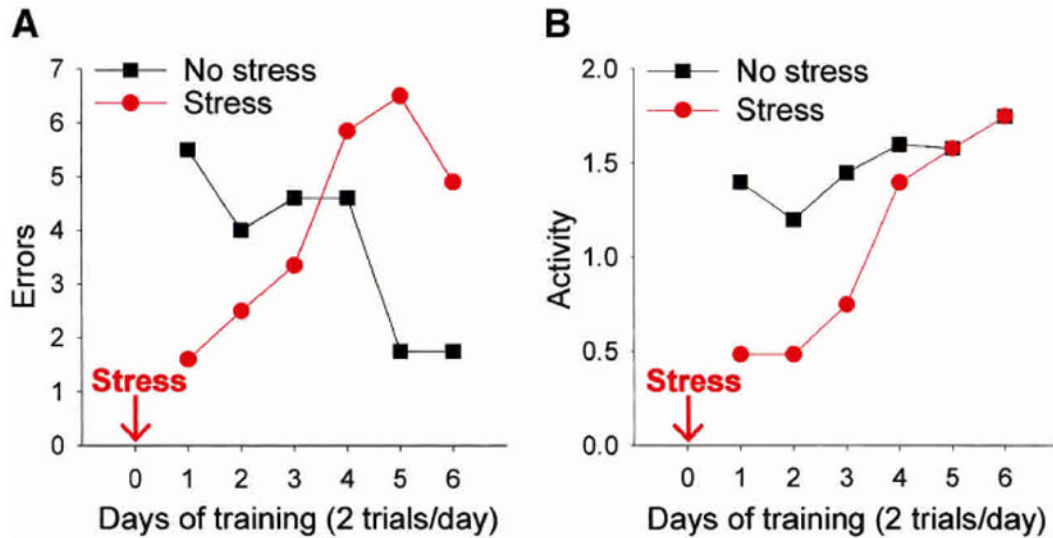 A
No stress
Stress
7
6
5
4
3
2
1
0
Errors
Stress
0 1 2 3 4 5 6
Days of training (2 trials/day)
B
No stress
Stress
2.0
1.5
1.0
0.5
0.0
Activity
Stress
0 1 2 3 4 5 6
Days of training (2 trials/day)